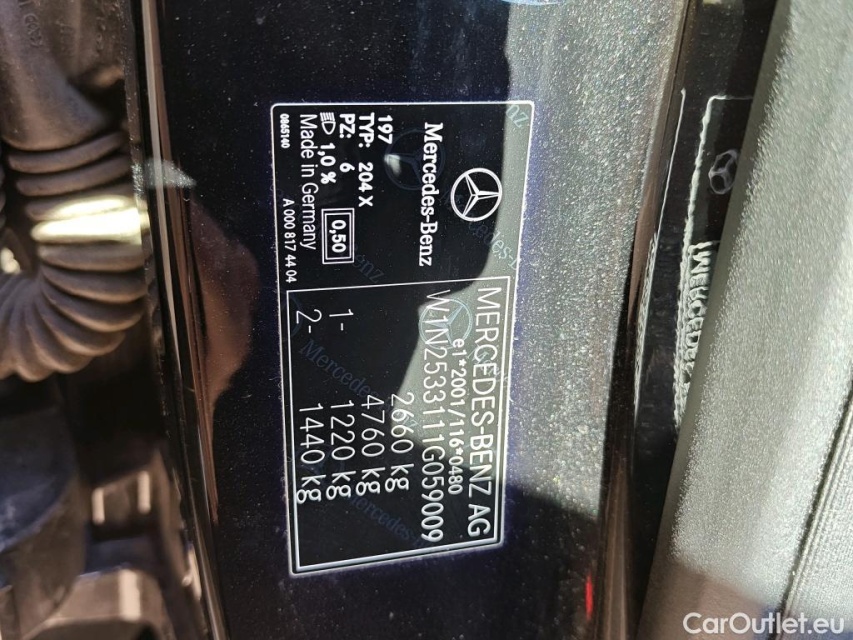 Mercedes-Benz
197
TYP: 204 X
PZ: 6
1,0 %
0,50
Made in Germany
0865140
A 000 817 44 04
MERCEDES-BENZ AG
e1*2001/116*0480
W1N2533111G059009
2660 kg
4760 kg
1- 1220 kg
2- 1440 kg
CarOutlet.eu